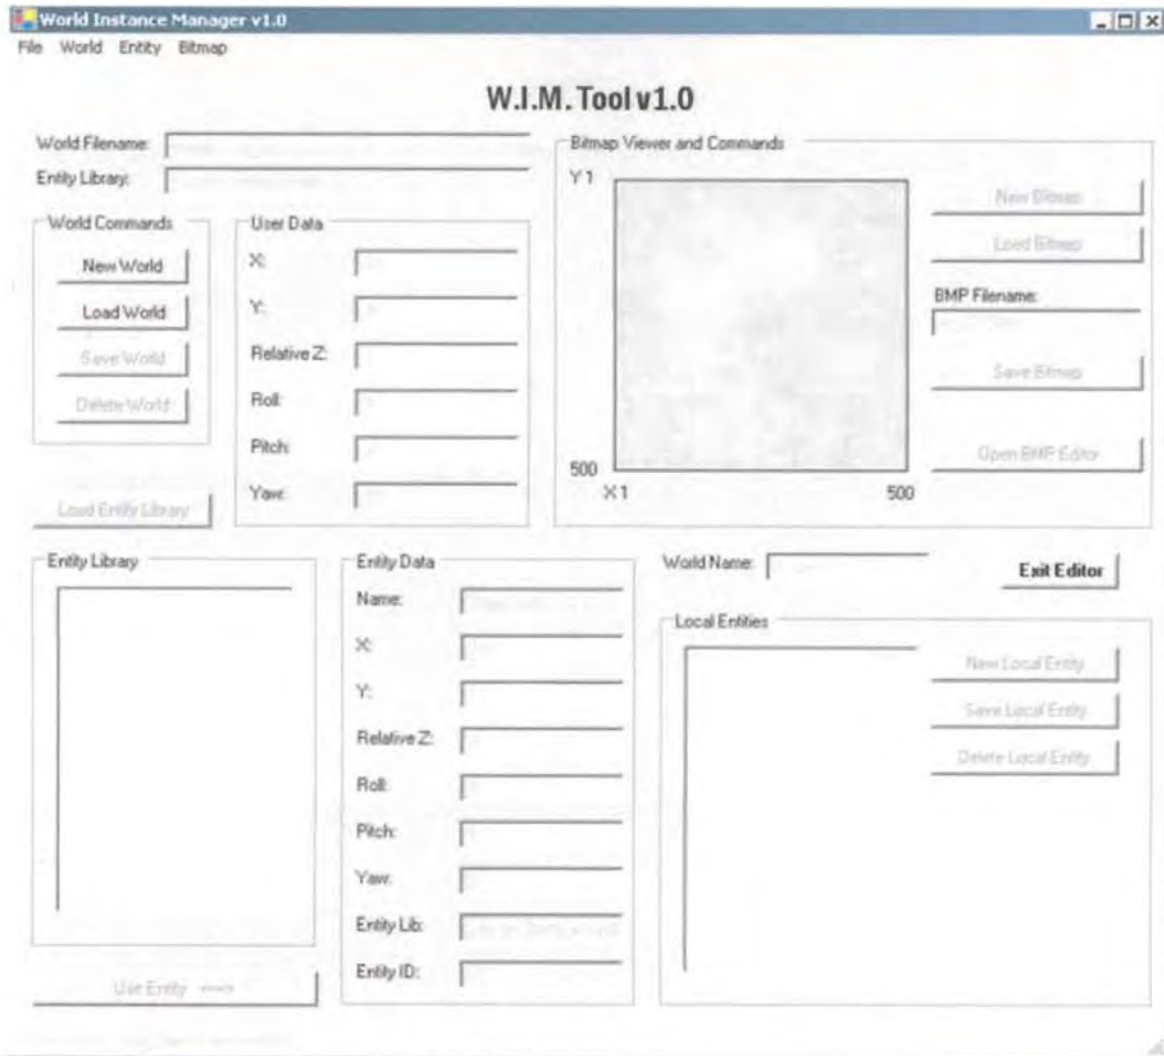 World Instance Manager v1.0
File World Entity Bitmap
W.I.M. Tool v1.0
World Filename:
Entity Library:
World Commands
New World
Load World
Save World
Delete World
Load Entity Library
User Data
X:
Y:
Relative Z:
Roll:
Pitch:
Yaw:
Bitmap Viewer and Commands
Y 1
500
X 1
500
New Bitmap
Load Bitmap
BMP Filename:
Save Bitmap
Open BMP Editor
Entity Library
Use Entity ==>
Entity Data
Name:
X:
Y:
Relative Z:
Roll:
Pitch:
Yaw:
Entity Lib:
Entity ID:
World Name:
Exit Editor
Local Entities
New Local Entity
Save Local Entity
Delete Local Entity